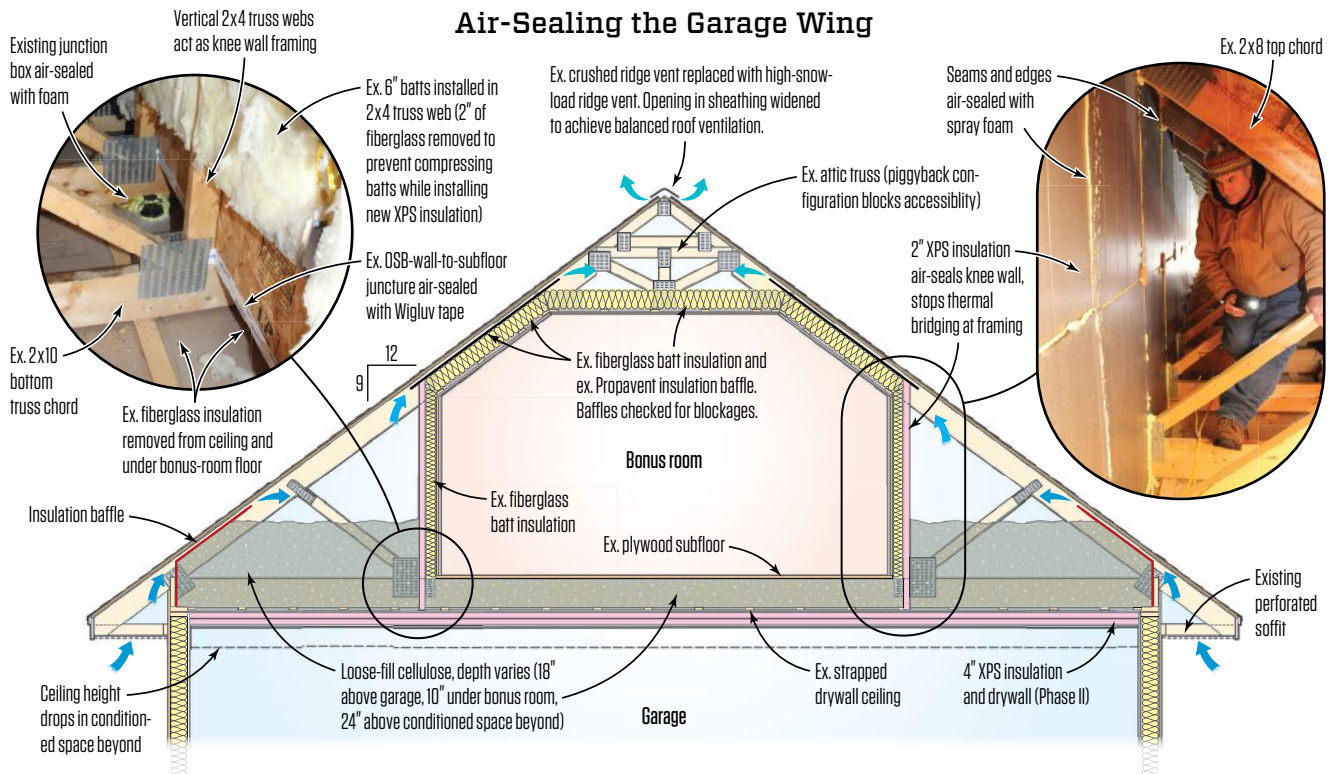 Air-Sealing the Garage Wing
Existing junction
box air-sealed
with foam
Vertical 2x4 truss webs
act as knee wall framing
Ex. 6" batts installed in
2x4 truss web (2" of
fiberglass removed to
prevent compressing
batts while installing
new XPS insulation)
Ex. OSB-wall-to-subfloor
juncture air-sealed
with Wigluv tape
Ex. 2x10
bottom
truss chord
Ex. fiberglass insulation
removed from ceiling and
under bonus-room floor
Ex. crushed ridge vent replaced with high-snow-
load ridge vent. Opening in sheathing widened
to achieve balanced roof ventilation.
Ex. attic truss (piggyback con-
figuration blocks accessiblity)
Seams and edges
air-sealed with
spray foam
Ex. 2x8 top chord
2" XPS insulation
air-seals knee wall,
stops thermal
bridging at framing
12
9
Ex. fiberglass batt insulation and
ex. Propavent insulation baffle.
Baffles checked for blockages.
Bonus room
Ex. fiberglass
batt insulation
Ex. plywood subfloor
Insulation baffle
Existing
perforated
soffit
Ceiling height
drops in condition-
ed space beyond
Loose-fill cellulose, depth varies (18"
above garage, 10" under bonus room,
24" above conditioned space beyond)
Garage
Ex. strapped
drywall ceiling
4" XPS insulation
and drywall (Phase II)